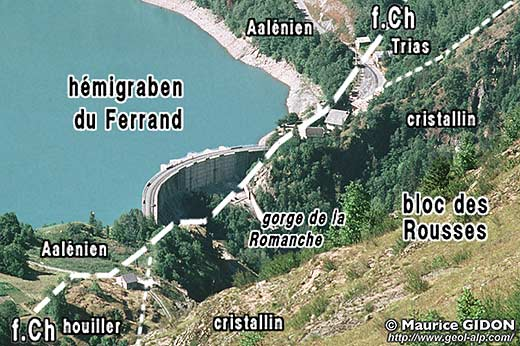 Aalénien
f.Ch
Trias
hémigraben
du Ferrand
cristallin
bloc des
Rousses
gorge de la
Romanche
Aalénien
f.Ch
houiller
cristallin
© Maurice GIDON
http://www.geol-alp.com/